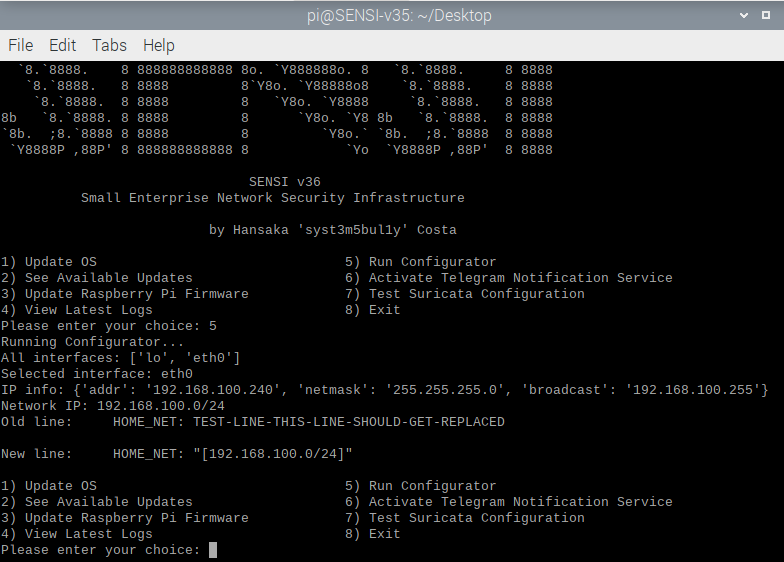 pi@SENSI-v35: ~/Desktop
File Edit Tabs Help
  `8.`8888.    8 888888888888 8o. `Y888888o. 8   `8.`8888.     8 8888
   `8.`8888.   8 8888         8`Y8o. `Y88888o8    `8.`8888.    8 8888
    `8.`8888.  8 8888         8   `Y8o. `Y8888     `8.`8888.   8 8888
8b   `8.`8888. 8 8888         8      `Y8o. `Y8 8b   `8.`8888.  8 8888
`8b.  ;8.`8888 8 8888         8         `Y8o.` `8b.  ;8.`8888  8 8888
 `Y8888P ,88P' 8 888888888888 8            `Yo  `Y8888P ,88P'  8 8888
SENSI v36
Small Enterprise Network Security Infrastructure
by Hansaka 'syst3m5bul1y' Costa
1) Update OS                               5) Run Configurator
2) See Available Updates                   6) Activate Telegram Notification Service
3) Update Raspberry Pi Firmware            7) Test Suricata Configuration
4) View Latest Logs                        8) Exit
Please enter your choice: 5
Running Configurator...
All interfaces: ['lo', 'eth0']
Selected interface: eth0
IP info: {'addr': '192.168.100.240', 'netmask': '255.255.255.0', 'broadcast': '192.168.100.255'}
Network IP: 192.168.100.0/24
Old line:     HOME_NET: TEST-LINE-THIS-LINE-SHOULD-GET-REPLACED
New line:     HOME_NET: "[192.168.100.0/24]"
1) Update OS                               5) Run Configurator
2) See Available Updates                   6) Activate Telegram Notification Service
3) Update Raspberry Pi Firmware            7) Test Suricata Configuration
4) View Latest Logs                        8) Exit
Please enter your choice: